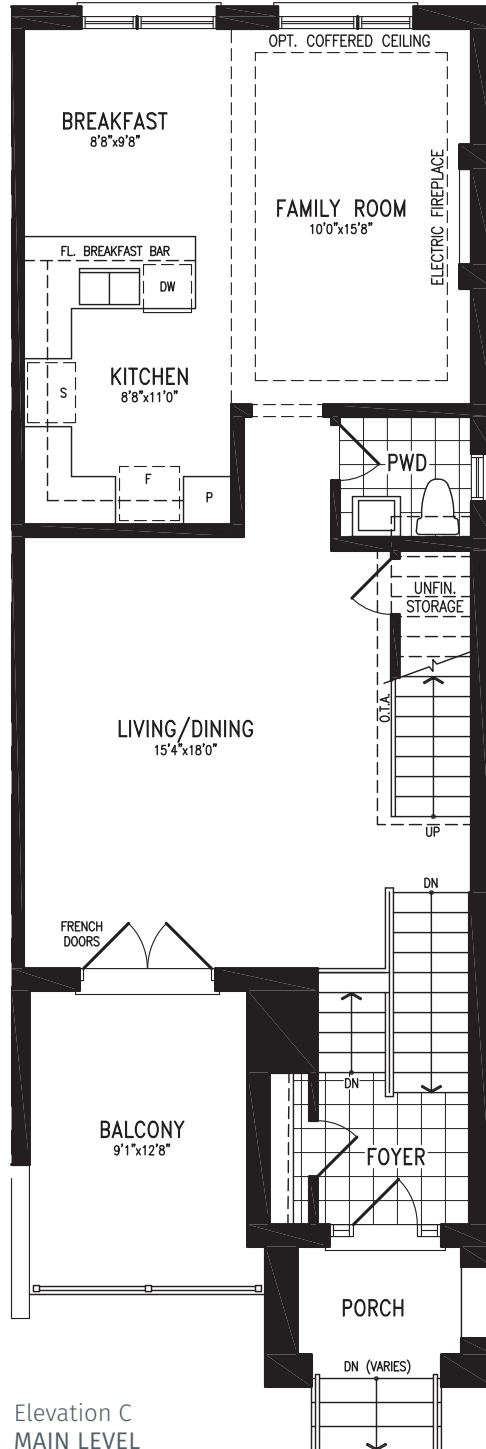 OPT. COFFERED CEILING
BREAKFAST
8'8"x9'8"
FAMILY ROOM
10'0"x15'8"
ELECTRIC FIREPLACE
FL. BREAKFAST BAR
DW
KITCHEN
8'8"x11'0"
S
F
P
PWD
UNFIN.
STORAGE
O.T.A.
LIVING/DINING
15'4"x18'0"
UP
DN
FRENCH
DOORS
DN
BALCONY
9'1"x12'8"
FOYER
PORCH
DN (VARIES)
Elevation C
MAIN LEVEL